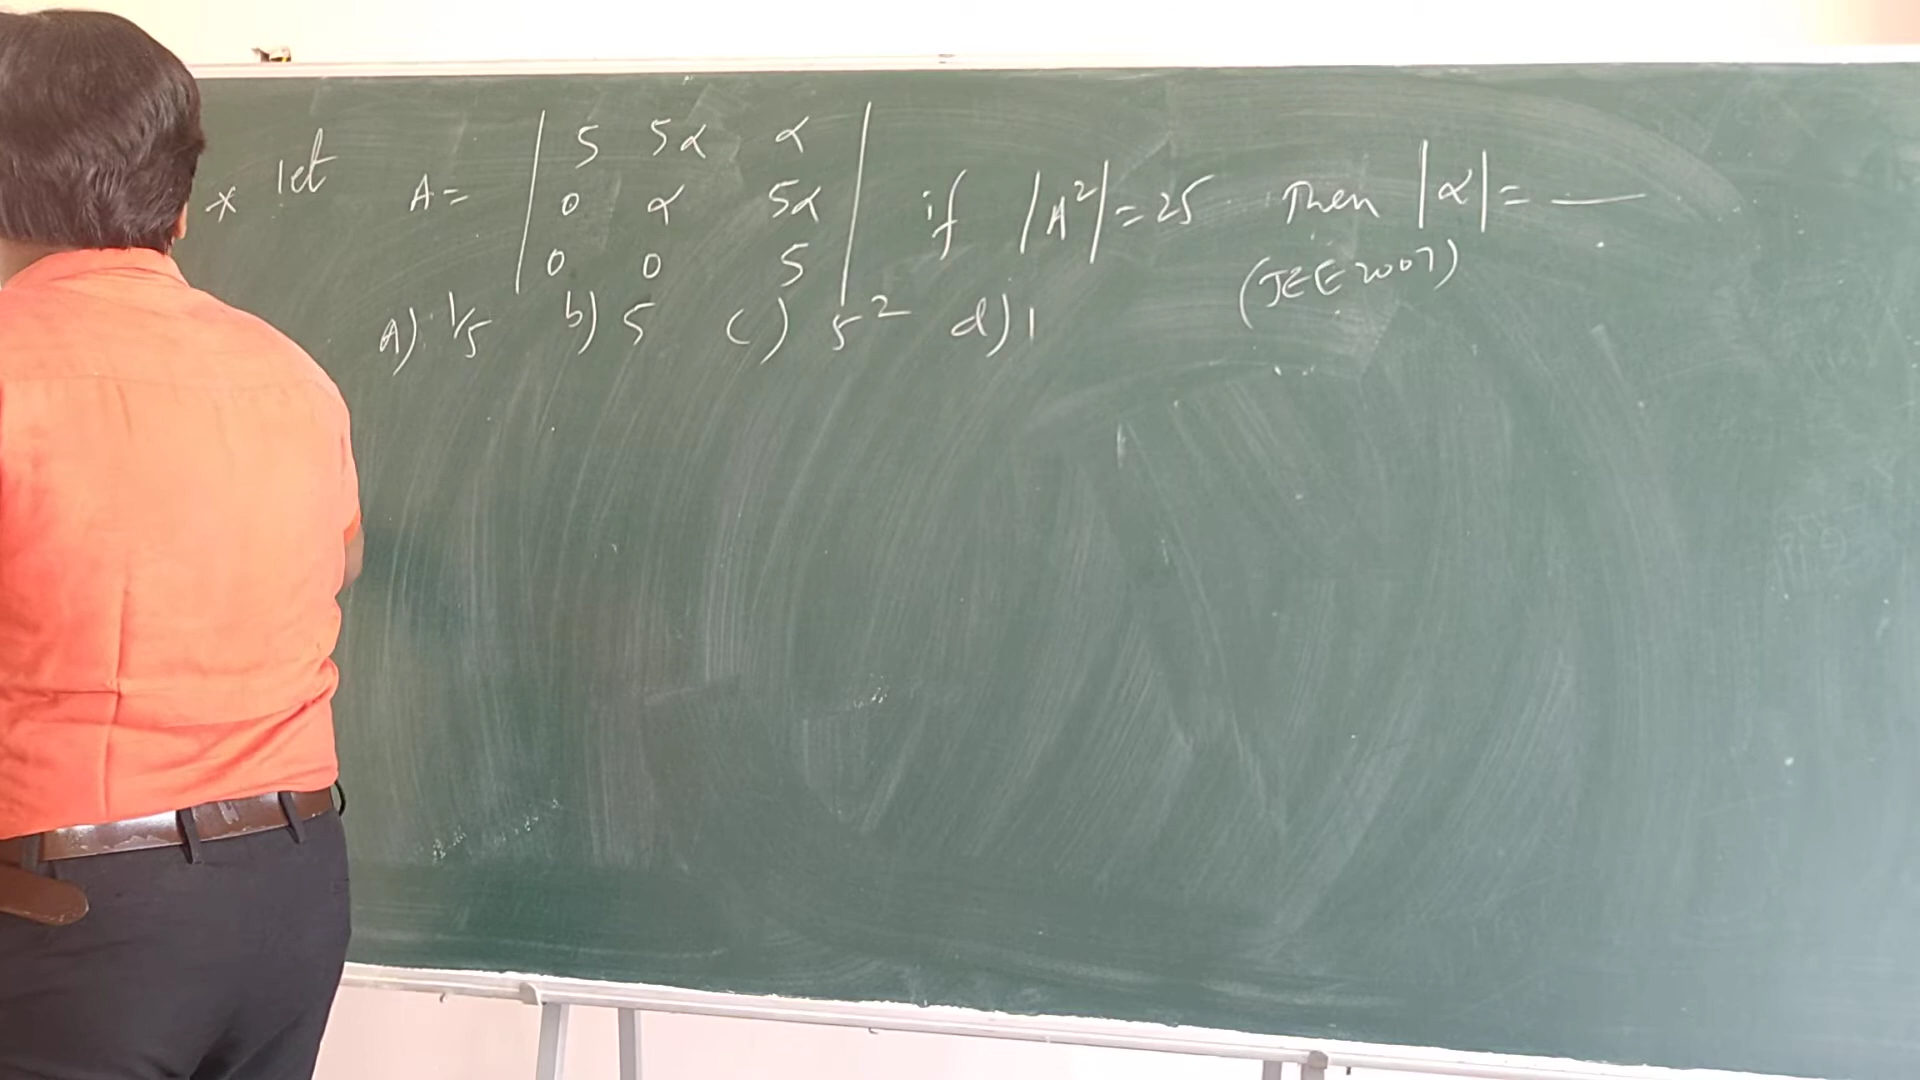 * let A = | 5 5α α |
| 0 α 5α | if |A²| = 25 Then |α| = —
| 0 0 5 | (JEE 2007)
A) 1/5 b) 5 c) 5² d) 1